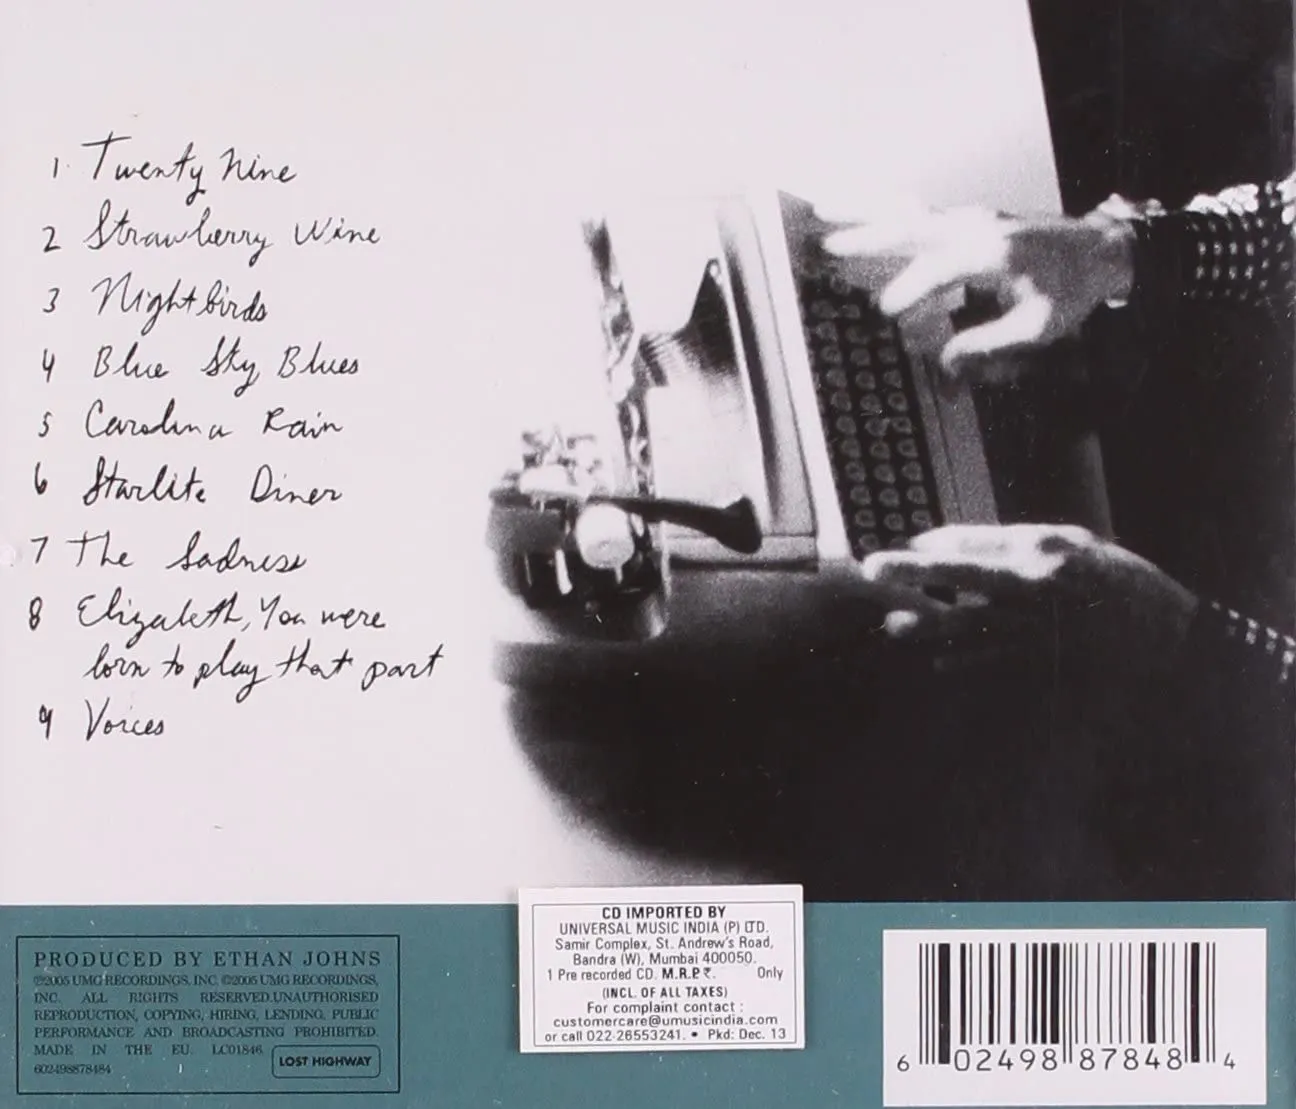 1 Twenty Nine
2 Strawberry Wine
3 Nightbirds
4 Blue Sky Blues
5 Carolina Rain
6 Starlite Diner
7 The Sadness
8 Elizabeth, You were
born to play that part
9 Voices
PRODUCED BY ETHAN JOHNS
℗2005 UMG RECORDINGS, INC. ©2005 UMG RECORDINGS,
INC. ALL RIGHTS RESERVED.UNAUTHORISED
REPRODUCTION, COPYING, HIRING, LENDING, PUBLIC
PERFORMANCE AND BROADCASTING PROHIBITED.
MADE IN THE EU. LC01846
602498878484
LOST HIGHWAY
CD IMPORTED BY
UNIVERSAL MUSIC INDIA (P) LTD.
Samir Complex, St. Andrew's Road,
Bandra (W), Mumbai 400050.
1 Pre recorded CD. M.R.P.₹. Only
(INCL. OF ALL TAXES)
For complaint contact :
customercare@umusicindia.com
or call 022-26553241. • Pkd: Dec. 13
6 02498 87848 4